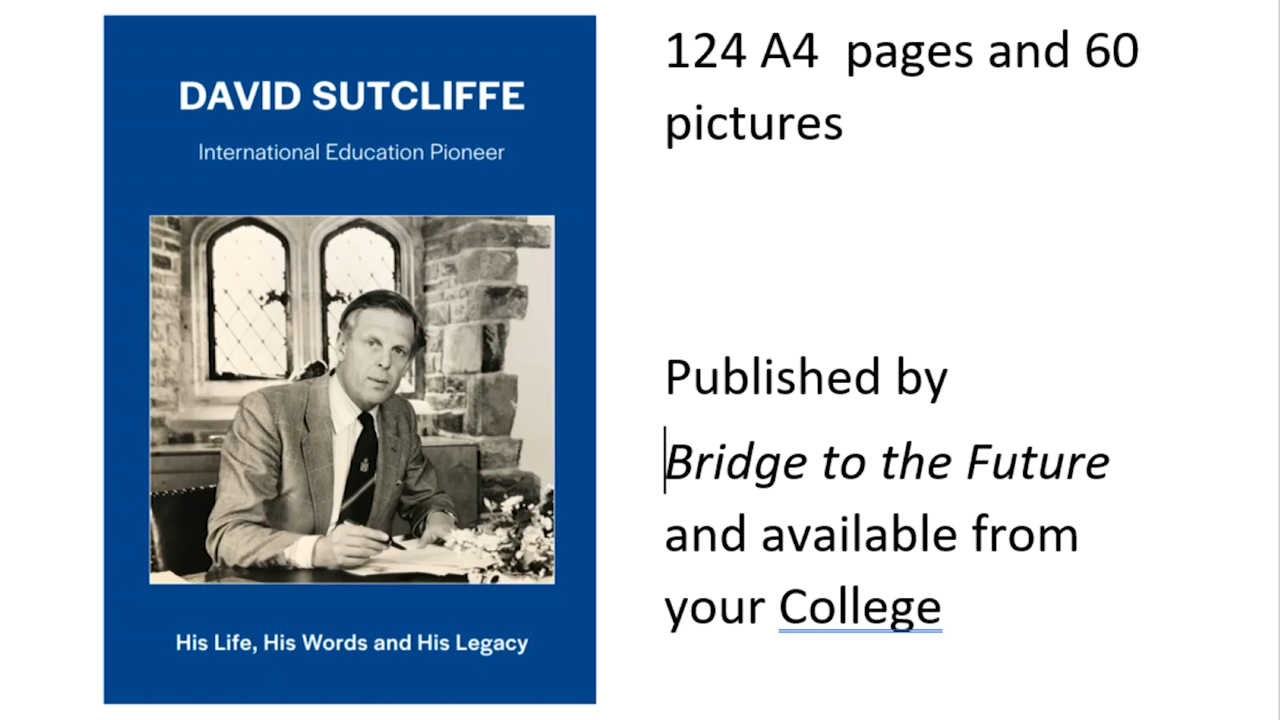 DAVID SUTCLIFFE
International Education Pioneer
His Life, His Words and His Legacy
124 A4  pages and 60
pictures
Published by
Bridge to the Future
and available from
your College